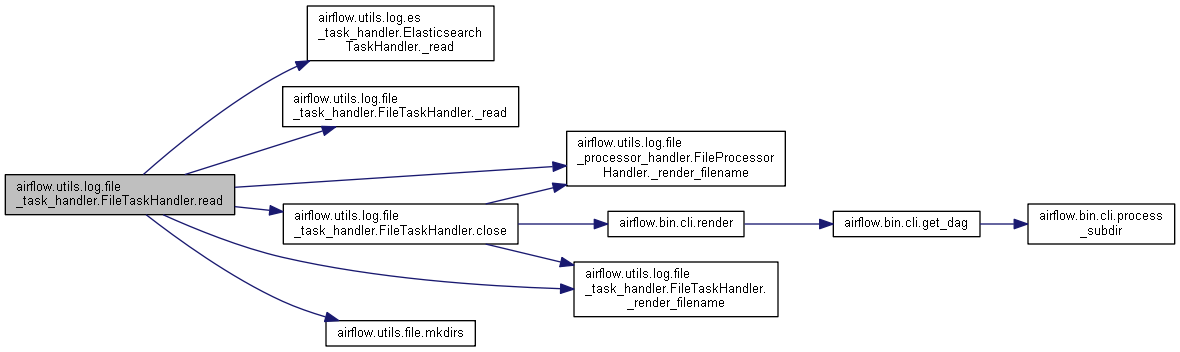 airflow.utils.log.es
_task_handler.Elasticsearch
TaskHandler._read
airflow.utils.log.file
_task_handler.FileTaskHandler._read
airflow.utils.log.file
_processor_handler.FileProcessor
Handler._render_filename
airflow.utils.log.file
_task_handler.FileTaskHandler.read
airflow.utils.log.file
_task_handler.FileTaskHandler.close
airflow.bin.cli.render
airflow.bin.cli.get_dag
airflow.bin.cli.process
_subdir
airflow.utils.log.file
_task_handler.FileTaskHandler.
_render_filename
airflow.utils.file.mkdirs